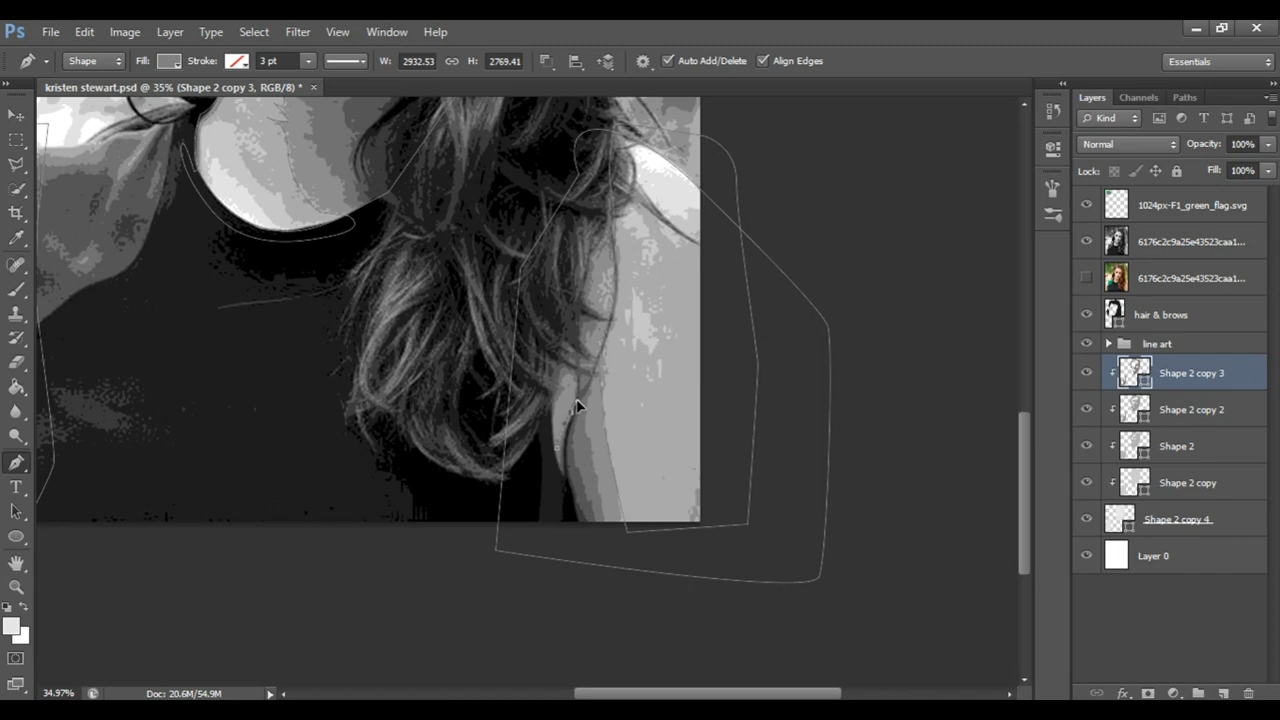 Ps File Edit Image Layer Type Select Filter View Window Help
Shape Fill: Stroke: 3 pt W: 2932.53 H: 2769.41 Auto Add/Delete Align Edges Essentials
kristen stewart.psd @ 35% (Shape 2 copy 3, RGB/8) * ×
Layers Channels Paths
Kind
Normal Opacity: 100%
Lock: Fill: 100%
1024px-F1_green_flag.svg
6176c2c9a25e43523caa1...
6176c2c9a25e43523caa1...
hair & brows
line art
Shape 2 copy 3
Shape 2 copy 2
Shape 2
Shape 2 copy
Shape 2 copy 4
Layer 0
T
34.97% Doc: 20.6M/54.9M
fx